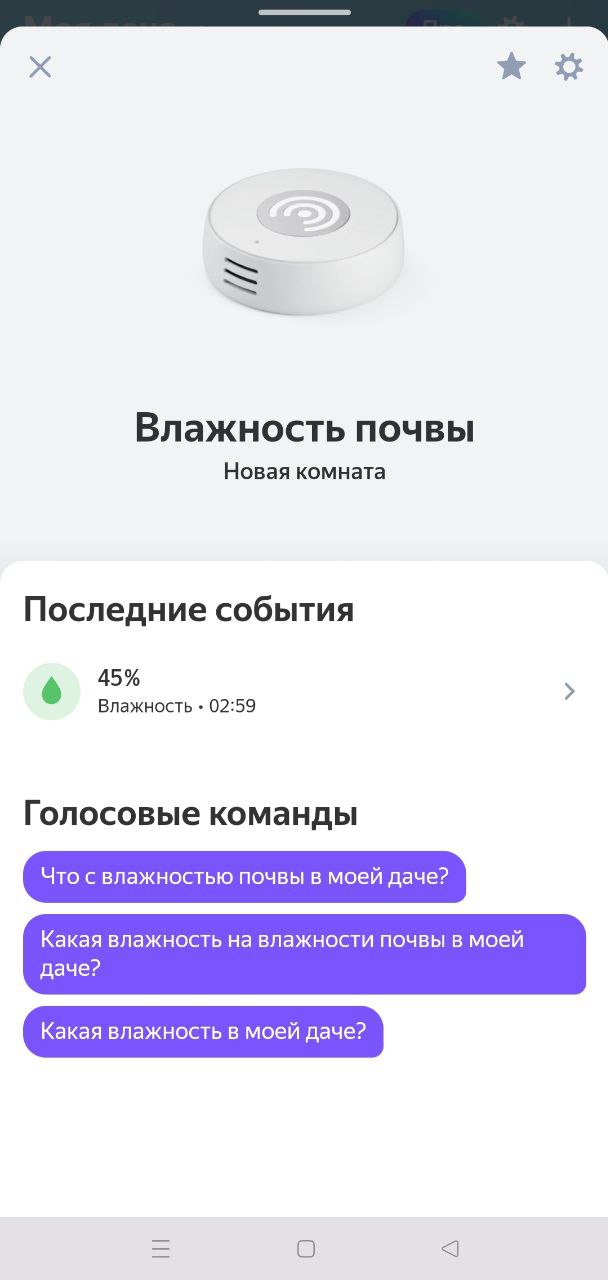 Влажность почвы
Новая комната
Последние события
45%
Влажность • 02:59
Голосовые команды
Что с влажностью почвы в моей даче?
Какая влажность на влажности почвы в моей
даче?
Какая влажность в моей даче?